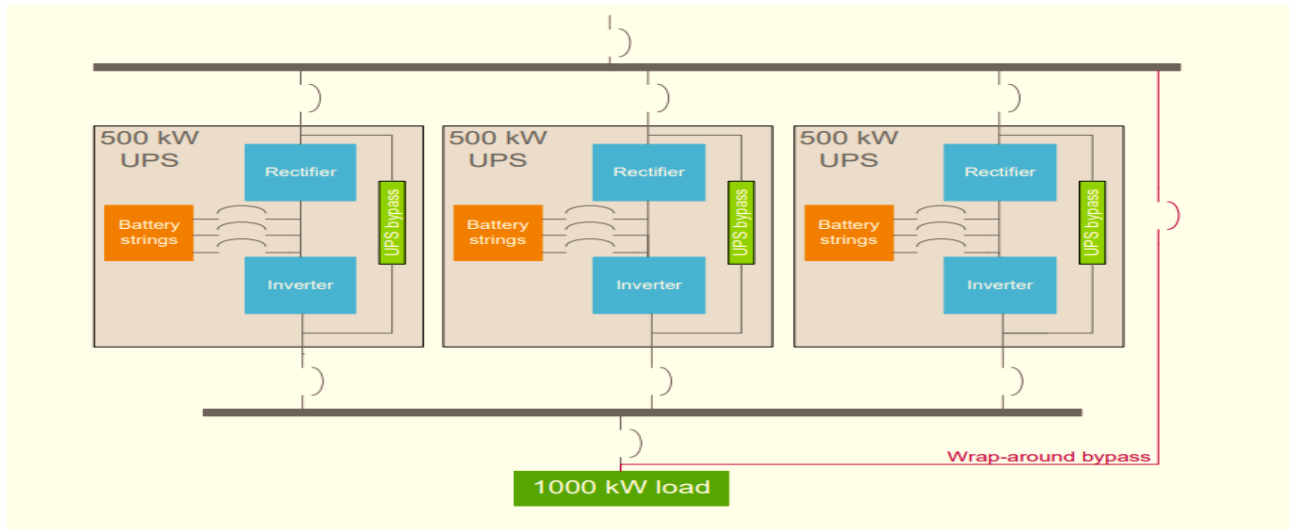 500 kW
UPS
Rectifier
Battery
strings
UPS bypass
Inverter
500 kW
UPS
Rectifier
Battery
strings
UPS bypass
Inverter
500 kW
UPS
Rectifier
Battery
strings
UPS bypass
Inverter
Wrap-around bypass
1000 kW load